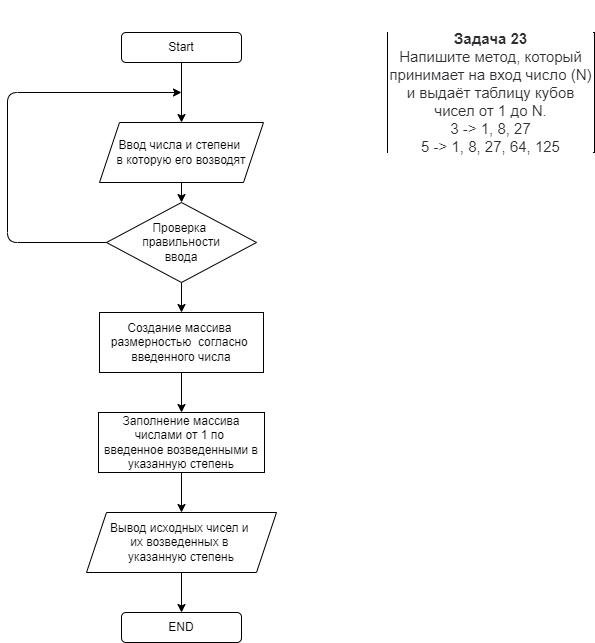 Start
Задача 23
Напишите метод, который
принимает на вход число (N)
и выдаёт таблицу кубов
чисел от 1 до N.
3 -> 1, 8, 27
5 -> 1, 8, 27, 64, 125
Ввод числа и степени
в которую его возводят
Проверка
правильности
ввода
Создание массива
размерностью согласно
введенного числа
Заполнение массива
числами от 1 по
введенное возведенными в
указанную степень
Вывод исходных чисел и
их возведенных в
указанную степень
END